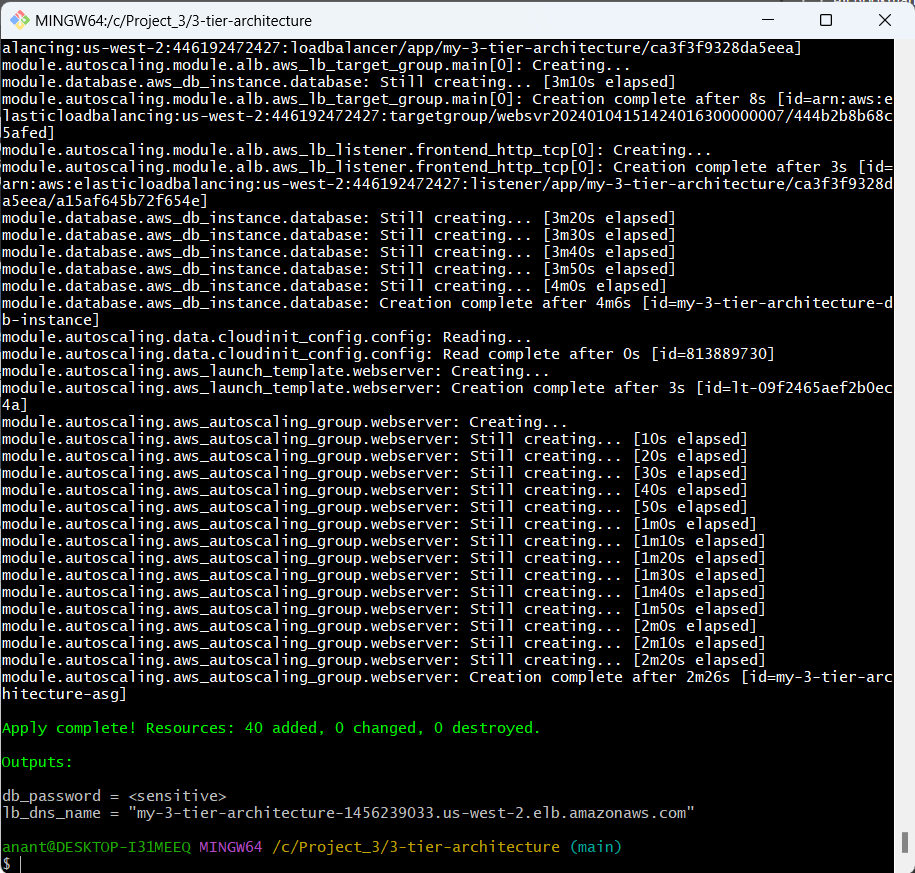 MINGW64:/c/Project_3/3-tier-architecture
alancing:us-west-2:446192472427:loadbalancer/app/my-3-tier-architecture/ca3f3f9328da5eea]
module.autoscaling.module.alb.aws_lb_target_group.main[0]: Creating...
module.database.aws_db_instance.database: Still creating... [3m10s elapsed]
module.autoscaling.module.alb.aws_lb_target_group.main[0]: Creation complete after 8s [id=arn:aws:e
lasticloadbalancing:us-west-2:446192472427:targetgroup/websvr20240104151424016300000007/444b2b8b68c
5afed]
module.autoscaling.module.alb.aws_lb_listener.frontend_http_tcp[0]: Creating...
module.autoscaling.module.alb.aws_lb_listener.frontend_http_tcp[0]: Creation complete after 3s [id=
arn:aws:elasticloadbalancing:us-west-2:446192472427:listener/app/my-3-tier-architecture/ca3f3f9328d
a5eea/a15af645b72f654e]
module.database.aws_db_instance.database: Still creating... [3m20s elapsed]
module.database.aws_db_instance.database: Still creating... [3m30s elapsed]
module.database.aws_db_instance.database: Still creating... [3m40s elapsed]
module.database.aws_db_instance.database: Still creating... [3m50s elapsed]
module.database.aws_db_instance.database: Still creating... [4m0s elapsed]
module.database.aws_db_instance.database: Creation complete after 4m6s [id=my-3-tier-architecture-d
b-instance]
module.autoscaling.data.cloudinit_config.config: Reading...
module.autoscaling.data.cloudinit_config.config: Read complete after 0s [id=813889730]
module.autoscaling.aws_launch_template.webserver: Creating...
module.autoscaling.aws_launch_template.webserver: Creation complete after 3s [id=lt-09f2465aef2b0ec
4a]
module.autoscaling.aws_autoscaling_group.webserver: Creating...
module.autoscaling.aws_autoscaling_group.webserver: Still creating... [10s elapsed]
module.autoscaling.aws_autoscaling_group.webserver: Still creating... [20s elapsed]
module.autoscaling.aws_autoscaling_group.webserver: Still creating... [30s elapsed]
module.autoscaling.aws_autoscaling_group.webserver: Still creating... [40s elapsed]
module.autoscaling.aws_autoscaling_group.webserver: Still creating... [50s elapsed]
module.autoscaling.aws_autoscaling_group.webserver: Still creating... [1m0s elapsed]
module.autoscaling.aws_autoscaling_group.webserver: Still creating... [1m10s elapsed]
module.autoscaling.aws_autoscaling_group.webserver: Still creating... [1m20s elapsed]
module.autoscaling.aws_autoscaling_group.webserver: Still creating... [1m30s elapsed]
module.autoscaling.aws_autoscaling_group.webserver: Still creating... [1m40s elapsed]
module.autoscaling.aws_autoscaling_group.webserver: Still creating... [1m50s elapsed]
module.autoscaling.aws_autoscaling_group.webserver: Still creating... [2m0s elapsed]
module.autoscaling.aws_autoscaling_group.webserver: Still creating... [2m10s elapsed]
module.autoscaling.aws_autoscaling_group.webserver: Still creating... [2m20s elapsed]
module.autoscaling.aws_autoscaling_group.webserver: Creation complete after 2m26s [id=my-3-tier-arc
hitecture-asg]
Apply complete! Resources: 40 added, 0 changed, 0 destroyed.
Outputs:
db_password = <sensitive>
lb_dns_name = "my-3-tier-architecture-1456239033.us-west-2.elb.amazonaws.com"
anant@DESKTOP-I31MEEQ MINGW64 /c/Project_3/3-tier-architecture (main)
$